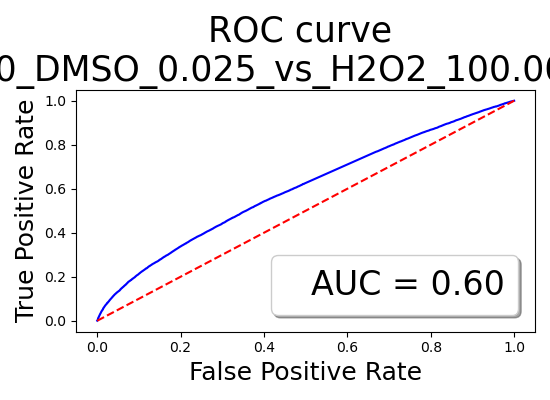 ROC curve
0_DMSO_0.025_vs_H2O2_100.00
True Positive Rate
1.0
0.8
0.6
0.4
0.2
0.0
AUC = 0.60
0.0 0.2 0.4 0.6 0.8 1.0
False Positive Rate